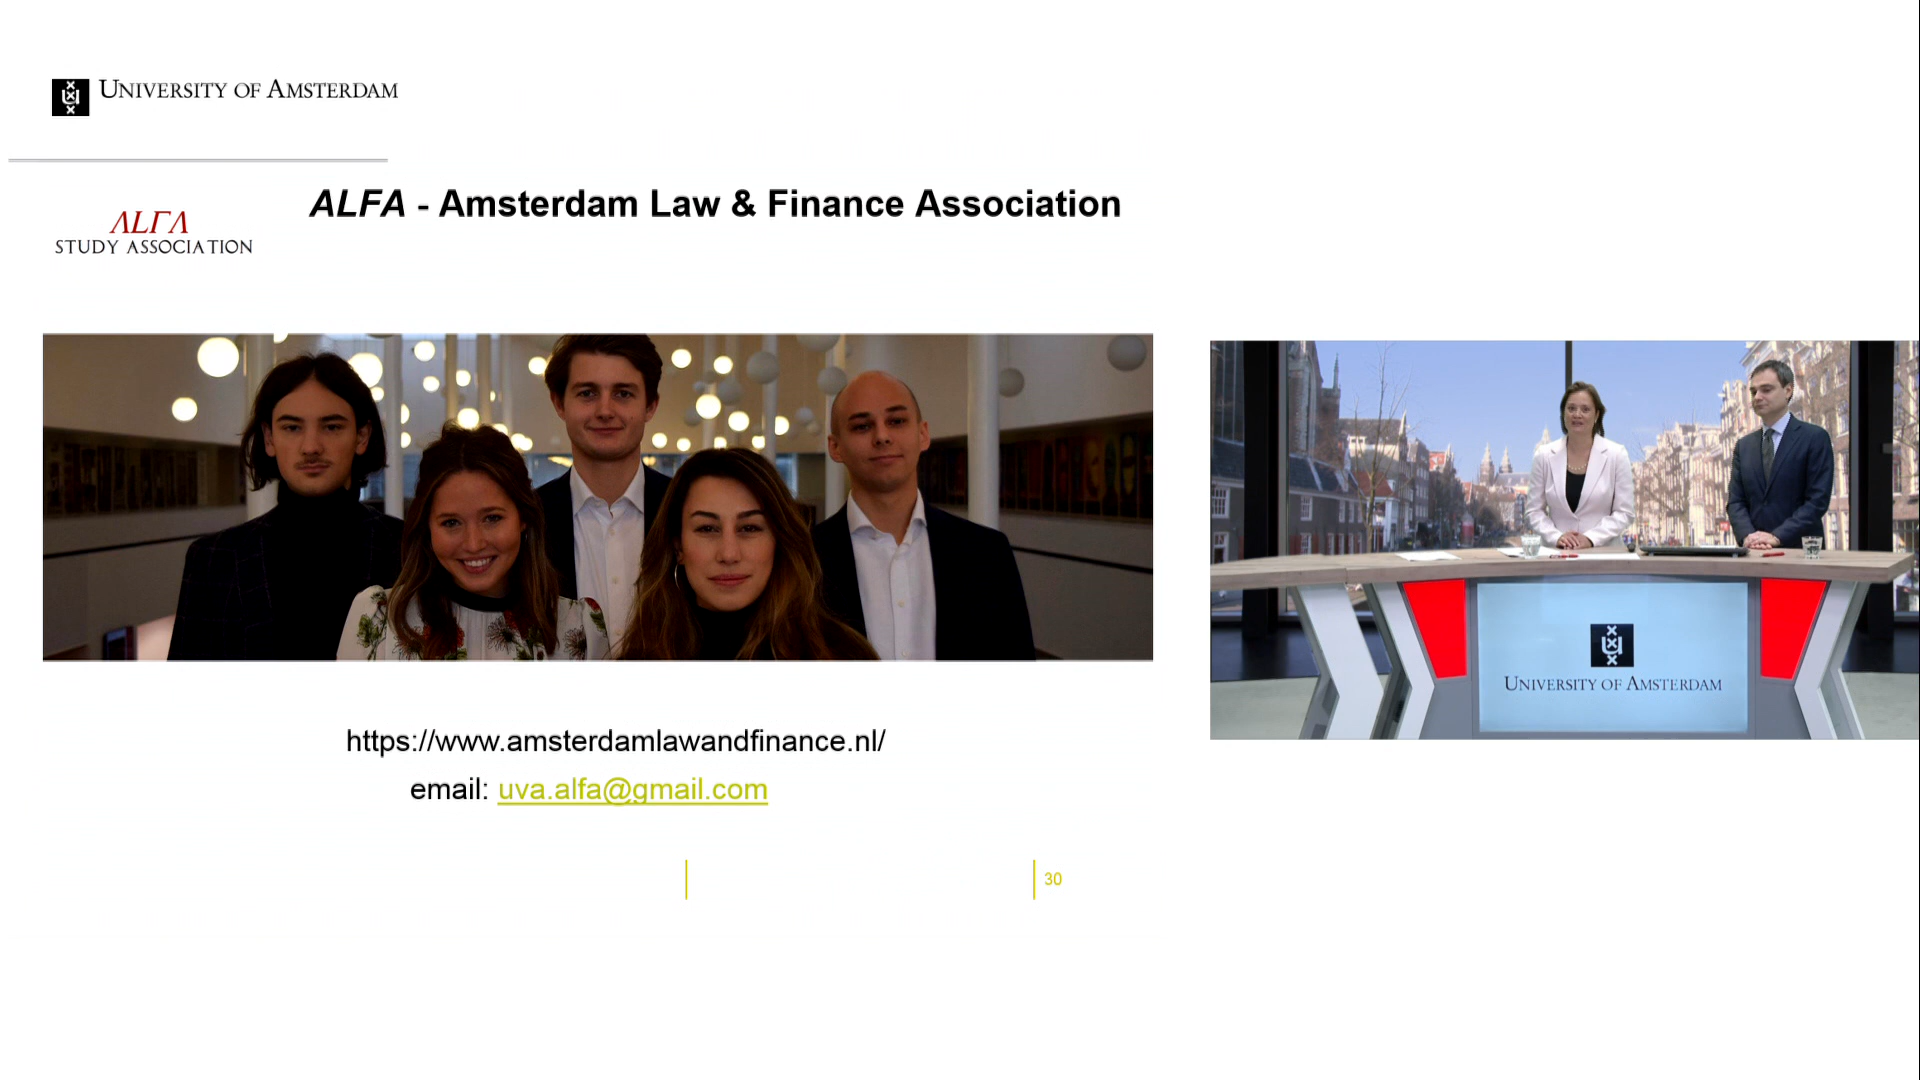 UNIVERSITY OF AMSTERDAM
ALFA - Amsterdam Law & Finance Association
ALFA
STUDY ASSOCIATION
UNIVERSITY OF AMSTERDAM
https://www.amsterdamlawandfinance.nl/
email: uva.alfa@gmail.com
30